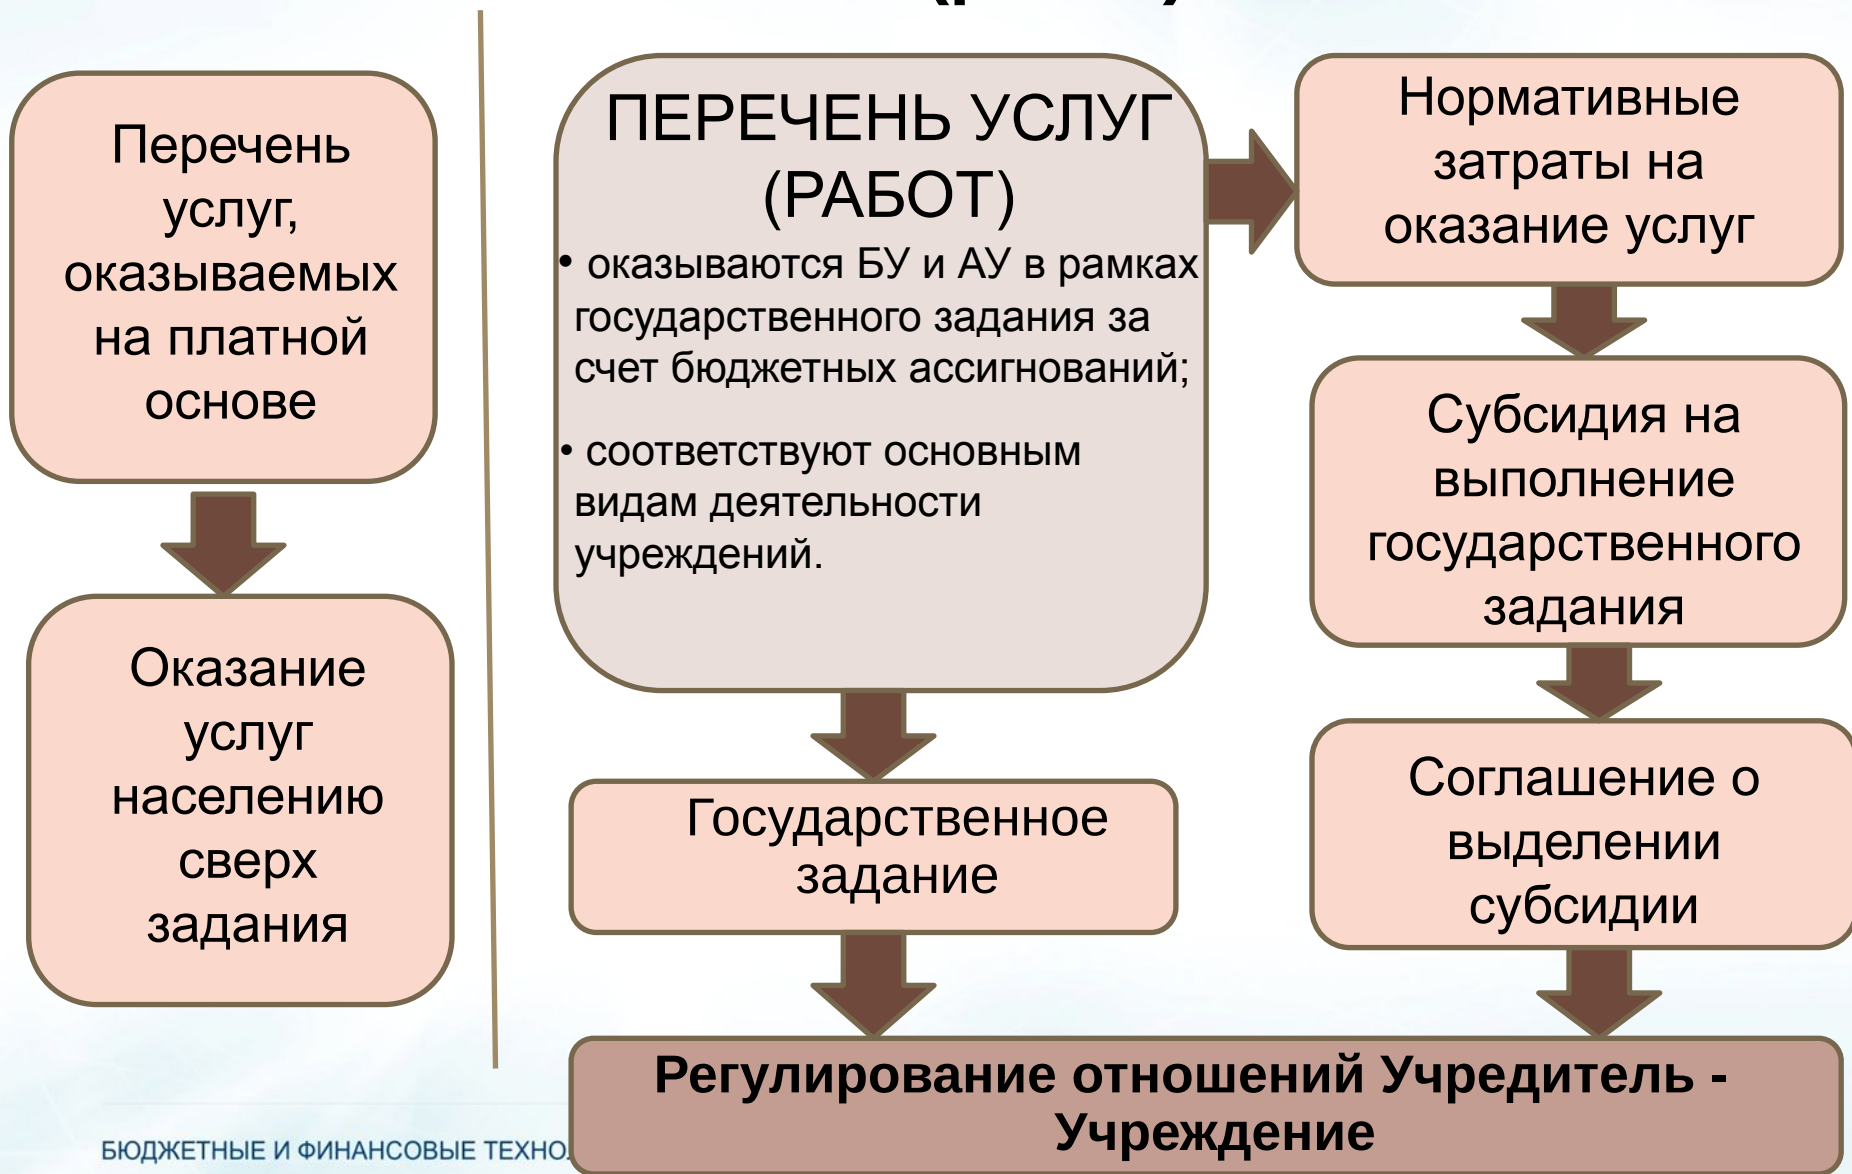 Перечень
услуг,
оказываемых
на платной
основе
Оказание
услуг
населению
сверх
задания
ПЕРЕЧЕНЬ УСЛУГ
(РАБОТ)
• оказываются БУ и АУ в рамках
государственного задания за
счет бюджетных ассигнований;
• соответствуют основным
видам деятельности
учреждений.
Государственное
задание
Нормативные
затраты на
оказание услуг
Субсидия на
выполнение
государственного
задания
Соглашение о
выделении
субсидии
Регулирование отношений Учредитель -
Учреждение
БЮДЖЕТНЫЕ И ФИНАНСОВЫЕ